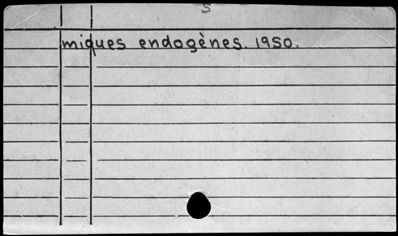 S
miques endogènes. 1950.